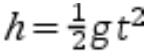 h = ½gt²